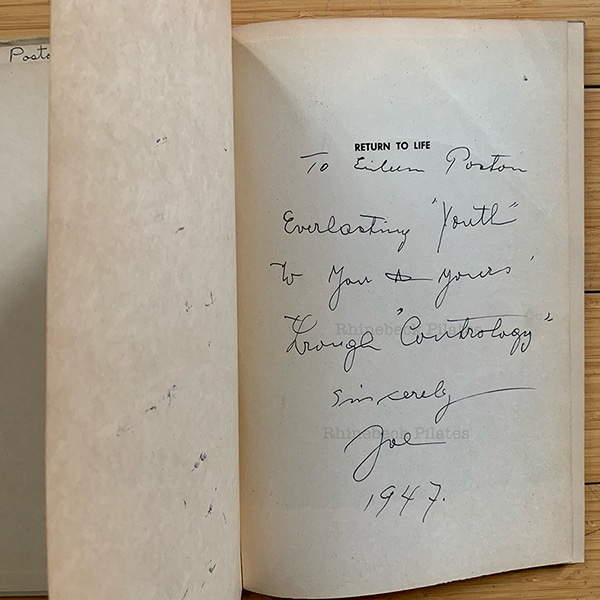 Posto
RETURN TO LIFE
To Eileen Poston
Everlasting "Youth"
to You & yours
Trough "Contrology"
Rhinebeck Pilates
Sincerely
Rhinebeck Pilates
Joe
1947.